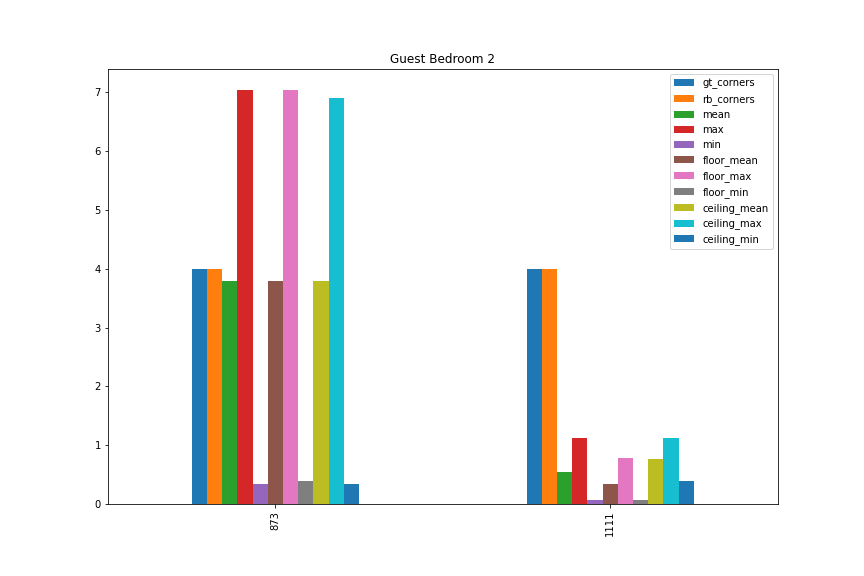 Guest Bedroom 2
gt_corners
rb_corners
mean
max
min
floor_mean
floor_max
floor_min
ceiling_mean
ceiling_max
ceiling_min
7
6
5
4
3
2
1
0
873
1111